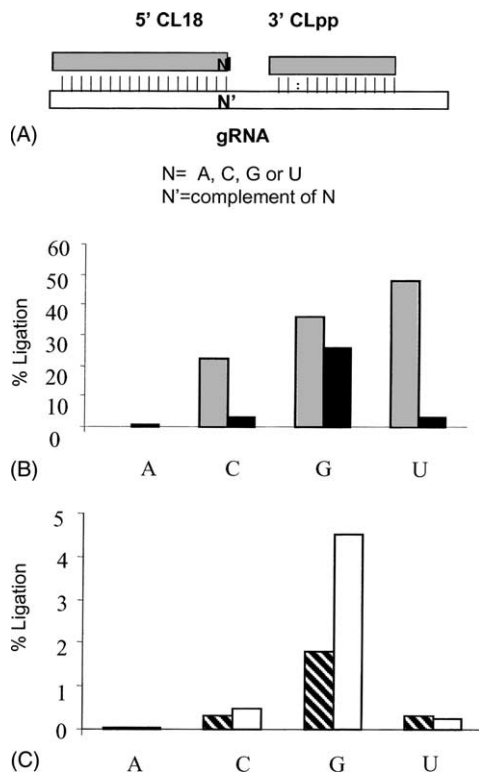 5' CL18 3' CLpp
N
N'
(A) gRNA
N= A, C, G or U
N'=complement of N
60
50
40
30
20
10
0
% Ligation
A C G U
(B)
5
4
3
2
1
0
% Ligation
A C G U
(C)